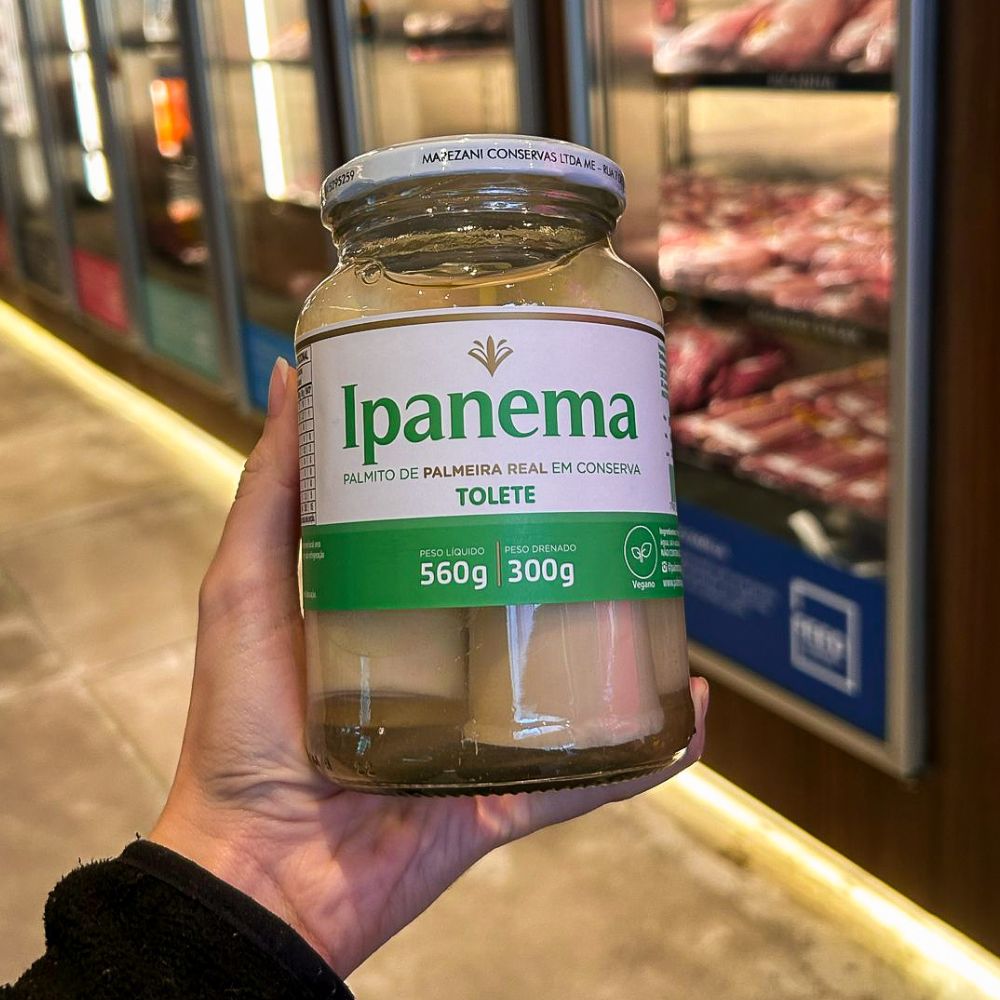 MAREZANI CONSERVAS LTDA ME - RUA
Ipanema
PALMITO DE PALMEIRA REAL EM CONSERVA
TOLETE
PESO LÍQUIDO
560g
PESO DRENADO
300g
Vegano